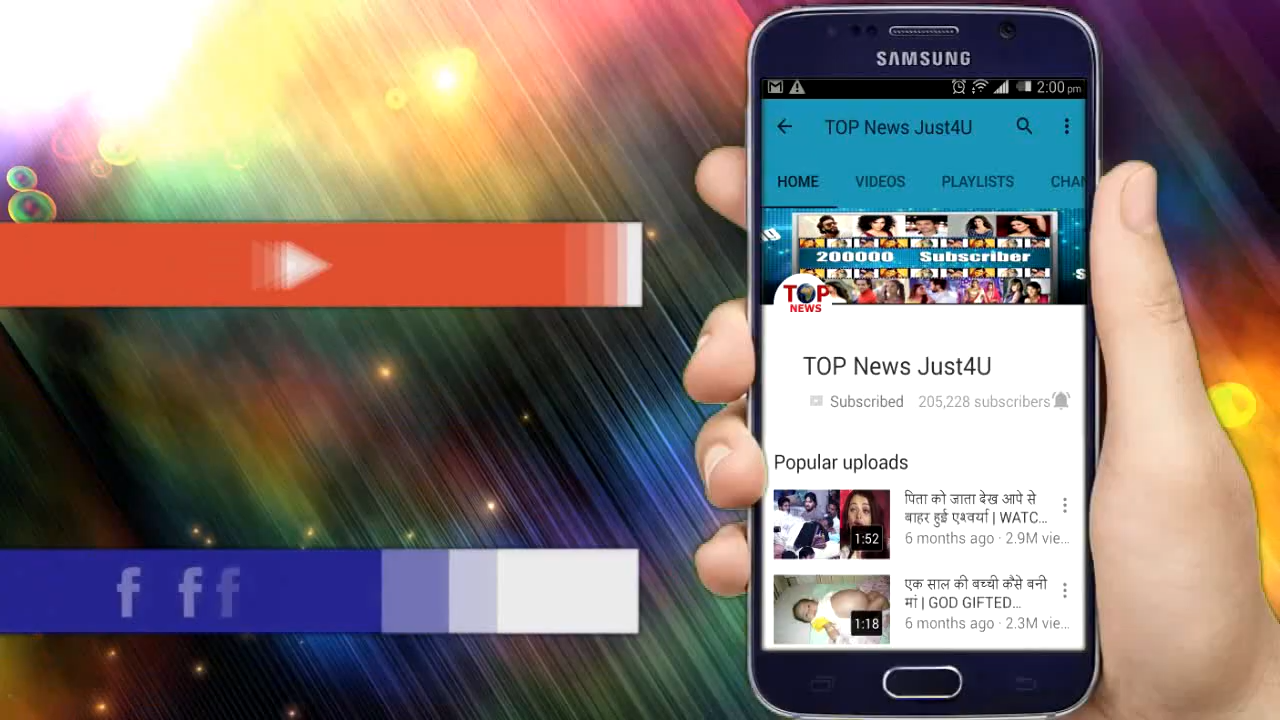 SAMSUNG
2:00 pm
TOP News Just4U
HOME VIDEOS PLAYLISTS CHAN
200000 Subscriber
TOP
NEWS
TOP News Just4U
Subscribed 205,228 subscribers
Popular uploads
पिता को जाता देख आपे से
बाहर हुई एश्वर्या | WATC...
6 months ago · 2.9M vie...
1:52
एक साल की बच्ची कैसे बनी
मां | GOD GIFTED...
6 months ago · 2.3M vie...
1:18